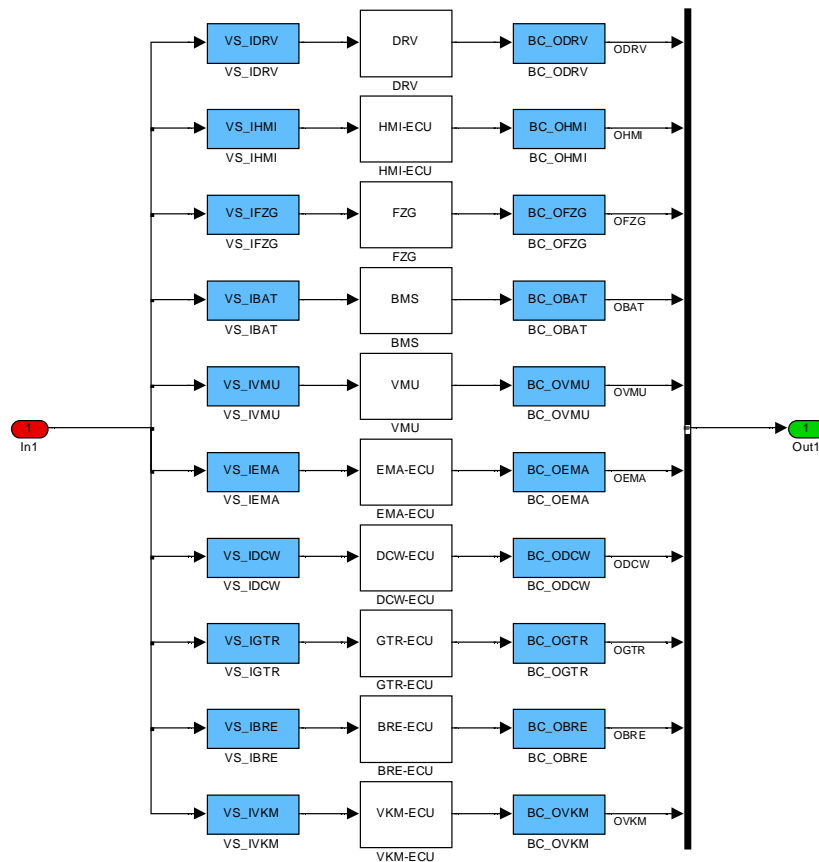 VS_IDRV DRV BC_ODRV ODRV
VS_IDRV DRV BC_ODRV
VS_IHMI HMI-ECU BC_OHMI OHMI
VS_IHMI HMI-ECU BC_OHMI
VS_IFZG FZG BC_OFZG OFZG
VS_IFZG FZG BC_OFZG
VS_IBAT BMS BC_OBAT OBAT
VS_IBAT BMS BC_OBAT
VS_IVMU VMU BC_OVMU OVMU
VS_IVMU VMU BC_OVMU
1 1
In1 Out1
VS_IEMA EMA-ECU BC_OEMA OEMA
VS_IEMA EMA-ECU BC_OEMA
VS_IDCW DCW-ECU BC_ODCW ODCW
VS_IDCW DCW-ECU BC_ODCW
VS_IGTR GTR-ECU BC_OGTR OGTR
VS_IGTR GTR-ECU BC_OGTR
VS_IBRE BRE-ECU BC_OBRE OBRE
VS_IBRE BRE-ECU BC_OBRE
VS_IVKM VKM-ECU BC_OVKM OVKM
VS_IVKM VKM-ECU BC_OVKM